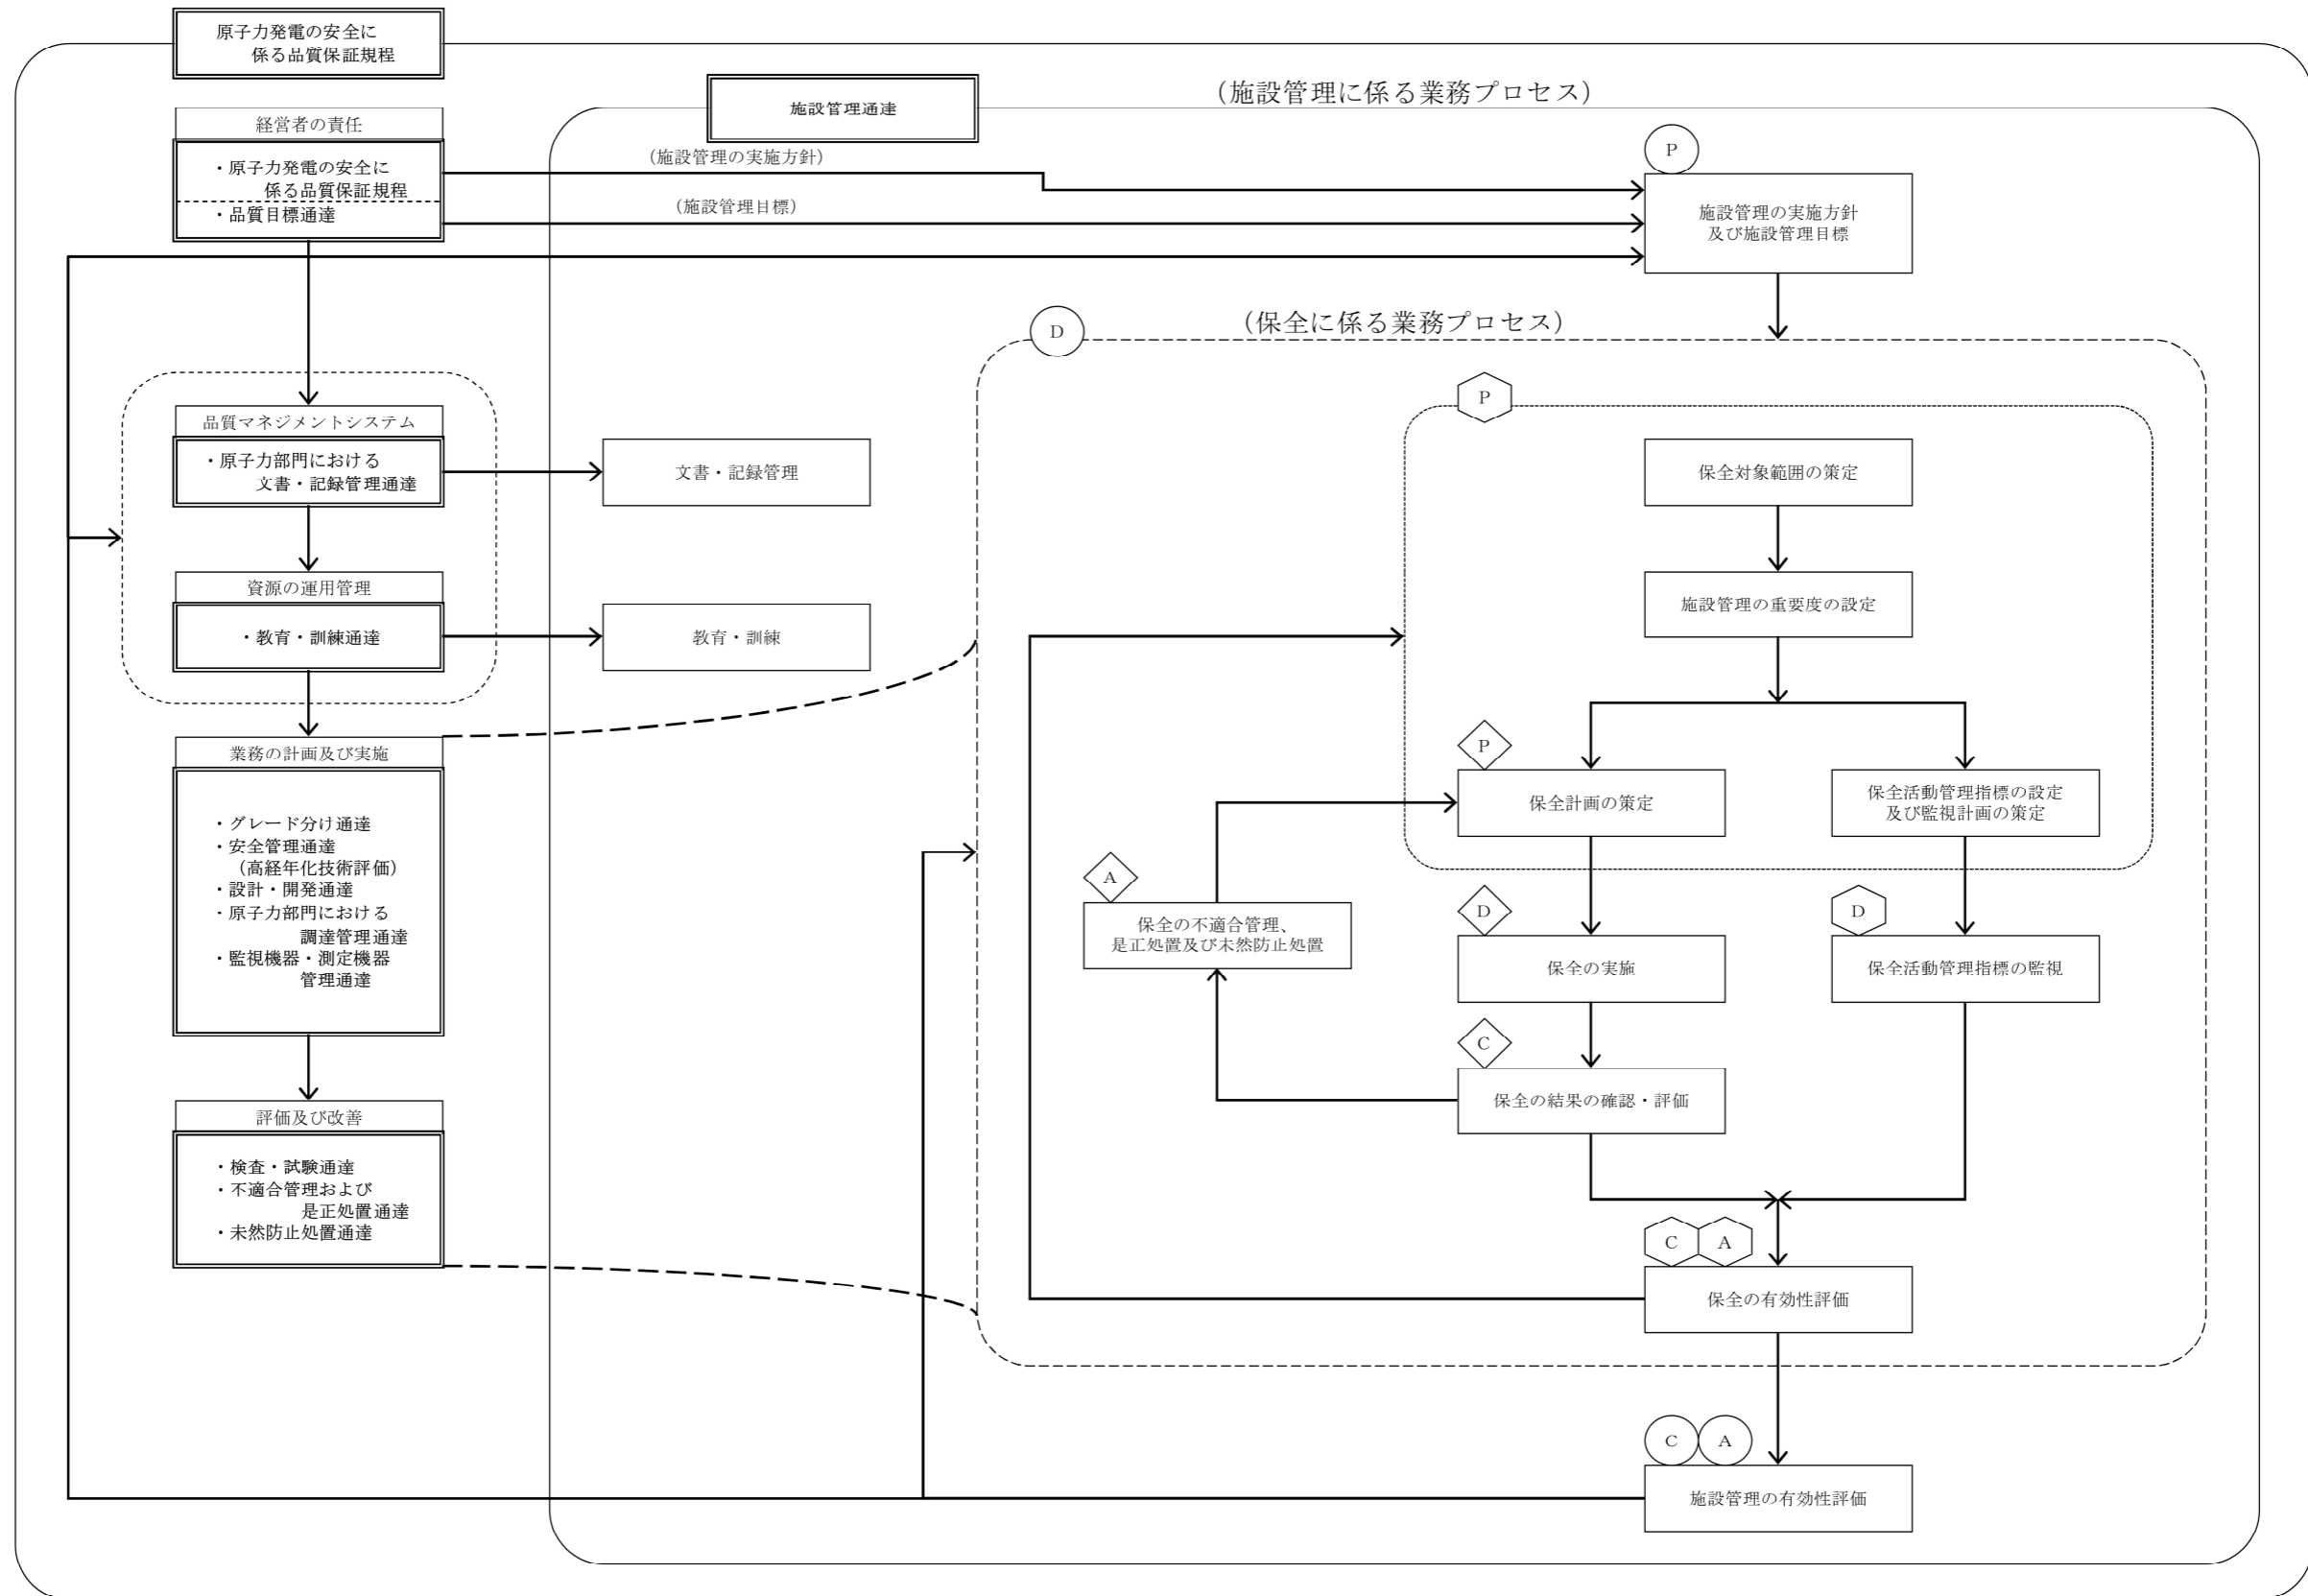 原子力発電の安全に
係る品質保証規程
施設管理通達
（施設管理に係る業務プロセス）
経営者の責任
・原子力発電の安全に
係る品質保証規程
・品質目標通達
（施設管理の実施方針）
（施設管理目標）
P
施設管理の実施方針
及び施設管理目標
D
（保全に係る業務プロセス）
品質マネジメントシステム
・原子力部門における
文書・記録管理通達
文書・記録管理
資源の運用管理
・教育・訓練通達
教育・訓練
業務の計画及び実施
・グレード分け通達
・安全管理通達
（高経年化技術評価）
・設計・開発通達
・原子力部門における
調達管理通達
・監視機器・測定機器
管理通達
評価及び改善
・検査・試験通達
・不適合管理および
是正処置通達
・未然防止処置通達
P
保全対象範囲の策定
施設管理の重要度の設定
P
保全計画の策定
保全活動管理指標の設定
及び監視計画の策定
A
保全の不適合管理、
是正処置及び未然防止処置
D
保全の実施
D
保全活動管理指標の監視
C
保全の結果の確認・評価
C
A
保全の有効性評価
C
A
施設管理の有効性評価